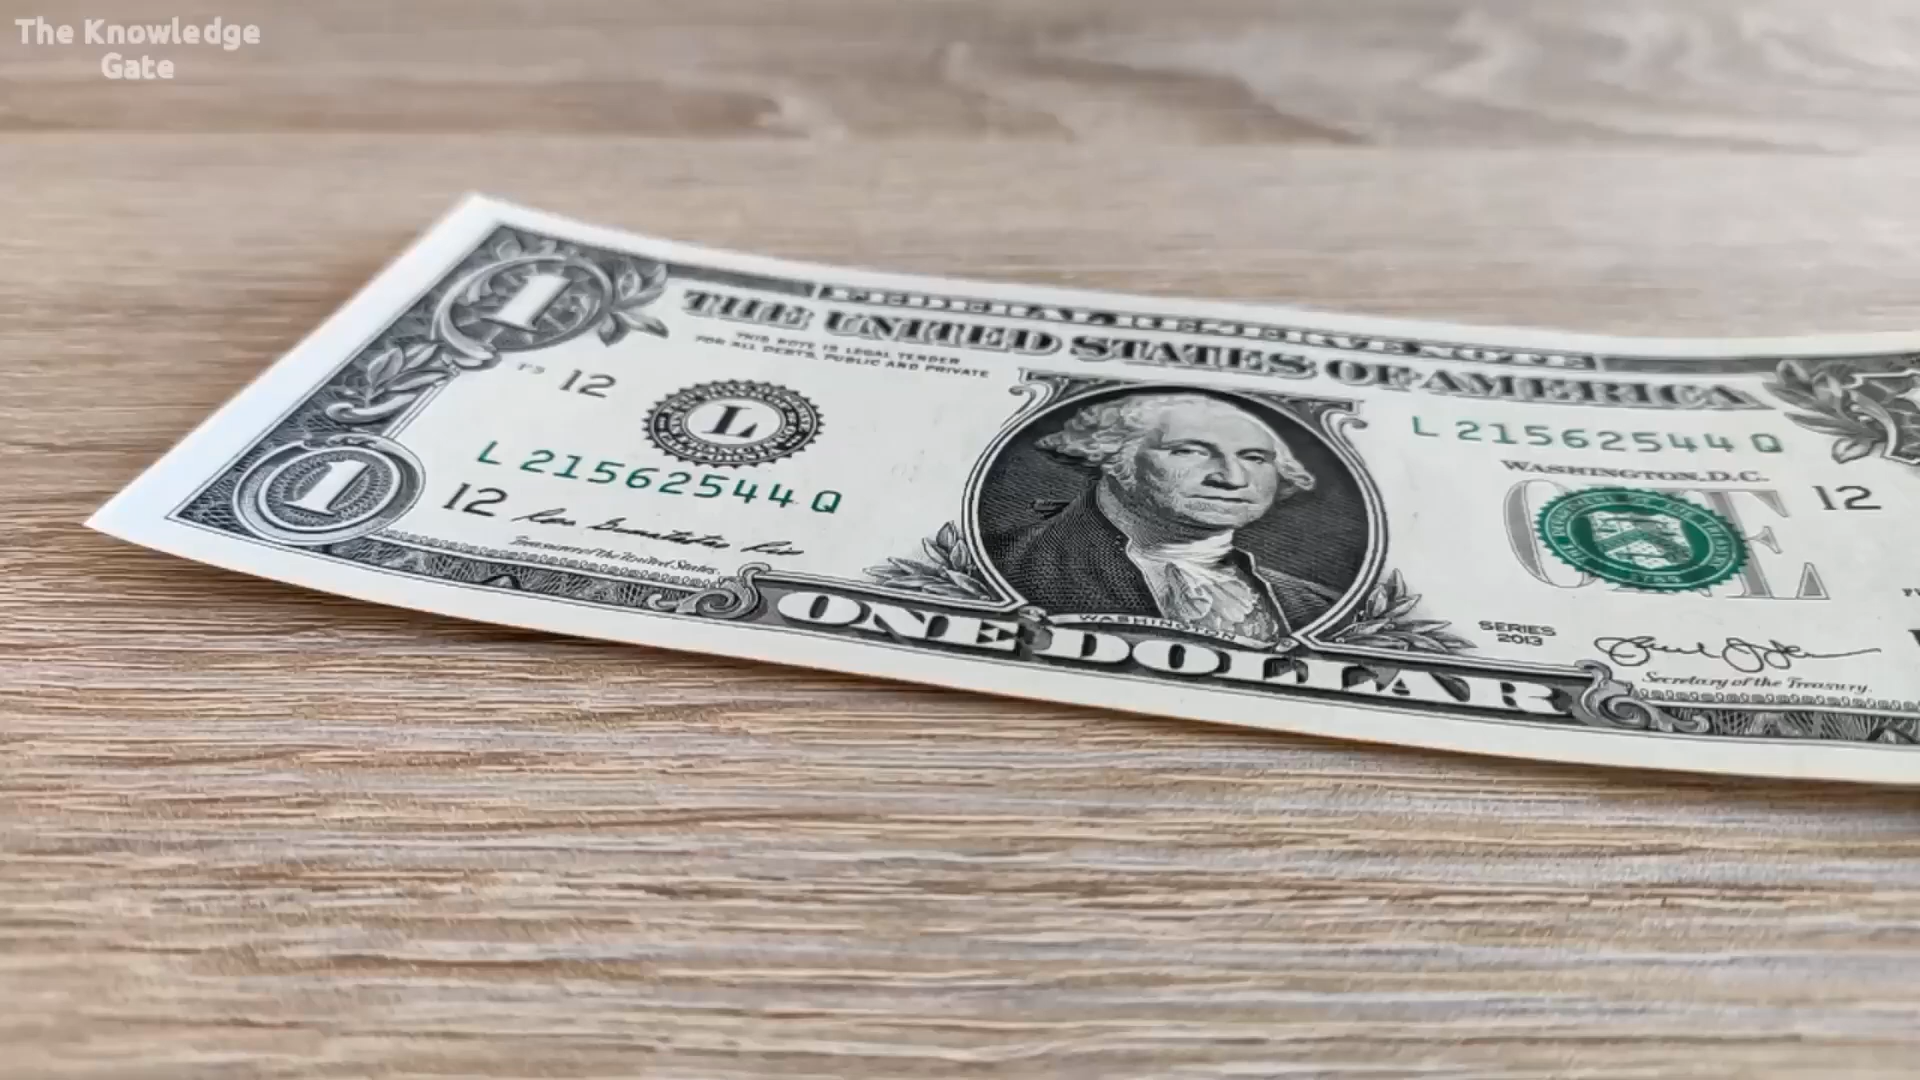 The Knowledge
Gate
1
FEDERAL RESERVE NOTE
THE UNITED STATES OF AMERICA
THIS NOTE IS LEGAL TENDER
FOR ALL DEBTS, PUBLIC AND PRIVATE
12
L
L 21562544 Q
WASHINGTON, D.C.
12
L 21562544 Q
1
12
Treasurer of the United States.
WASHINGTON
ONE DOLLAR
SERIES
2013
Secretary of the Treasury.